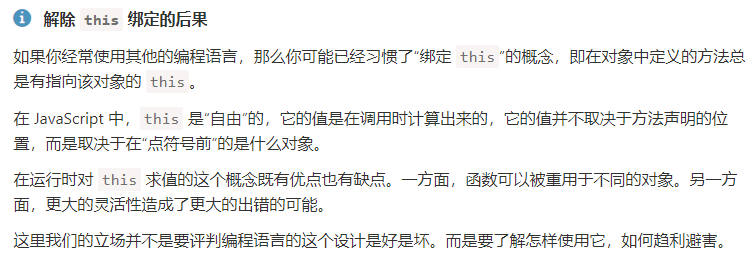 解除 this 绑定的后果
如果你经常使用其他的编程语言，那么你可能已经习惯了“绑定 this”的概念，即在对象中定义的方法总
是有指向该对象的 this。
在 JavaScript 中，this 是“自由”的，它的值是在调用时计算出来的，它的值并不取决于方法声明的位
置，而是取决于在“点符号前”的是什么对象。
在运行时对 this 求值的这个概念既有优点也有缺点。一方面，函数可以被重用于不同的对象。另一方
面，更大的灵活性造成了更大的出错的可能。
这里我们的立场并不是要评判编程语言的这个设计是好是坏。而是要了解怎样使用它，如何趋利避害。